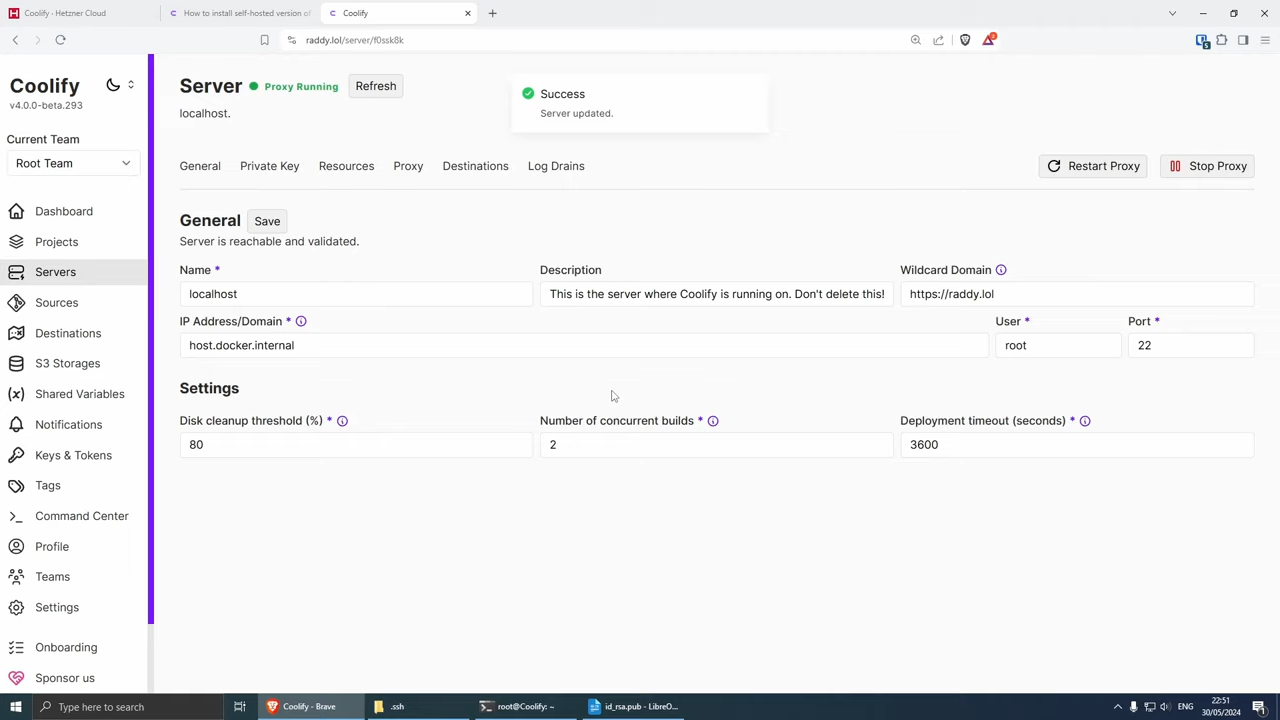 Coolify · Hetzner Cloud
How to install self-hosted version of
Coolify
raddy.lol/server/f0ssk8k
Coolify
v4.0.0-beta.293
Current Team
Root Team
Dashboard
Projects
Servers
Sources
Destinations
S3 Storages
Shared Variables
Notifications
Keys & Tokens
Tags
Command Center
Profile
Teams
Settings
Onboarding
Sponsor us
Server
Proxy Running
Refresh
localhost.
Success
Server updated.
General
Private Key
Resources
Proxy
Destinations
Log Drains
Restart Proxy
Stop Proxy
General
Save
Server is reachable and validated.
Name *
Description
Wildcard Domain
localhost
This is the server where Coolify is running on. Don't delete this!
https://raddy.lol
IP Address/Domain *
User *
Port *
host.docker.internal
root
22
Settings
Disk cleanup threshold (%) *
Number of concurrent builds *
Deployment timeout (seconds) *
80
2
3600
Type here to search
Coolify - Brave
.ssh
root@Coolify: ~
id_rsa.pub - LibreO...
ENG
22:51
30/05/2024